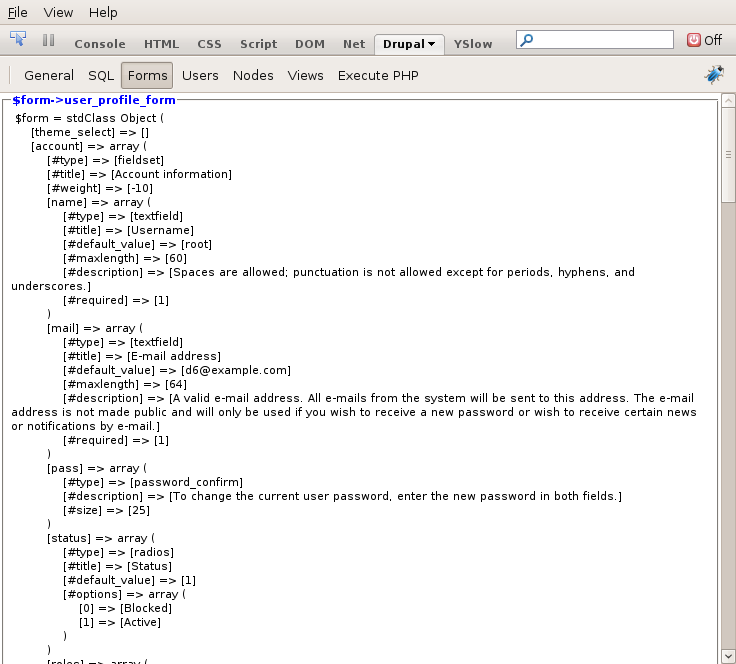 File View Help
Console HTML CSS Script DOM Net Drupal YSlow Off
General SQL Forms Users Nodes Views Execute PHP
$form->user_profile_form
$form = stdClass Object (
[theme_select] => []
[account] => array (
[#type] => [fieldset]
[#title] => [Account information]
[#weight] => [-10]
[name] => array (
[#type] => [textfield]
[#title] => [Username]
[#default_value] => [root]
[#maxlength] => [60]
[#description] => [Spaces are allowed; punctuation is not allowed except for periods, hyphens, and
underscores.]
[#required] => [1]
)
[mail] => array (
[#type] => [textfield]
[#title] => [E-mail address]
[#default_value] => [d6@example.com]
[#maxlength] => [64]
[#description] => [A valid e-mail address. All e-mails from the system will be sent to this address. The e-mail
address is not made public and will only be used if you wish to receive a new password or wish to receive certain news
or notifications by e-mail.]
[#required] => [1]
)
[pass] => array (
[#type] => [password_confirm]
[#description] => [To change the current user password, enter the new password in both fields.]
[#size] => [25]
)
[status] => array (
[#type] => [radios]
[#title] => [Status]
[#default_value] => [1]
[#options] => array (
[0] => [Blocked]
[1] => [Active]
)
)
[roles] => array (